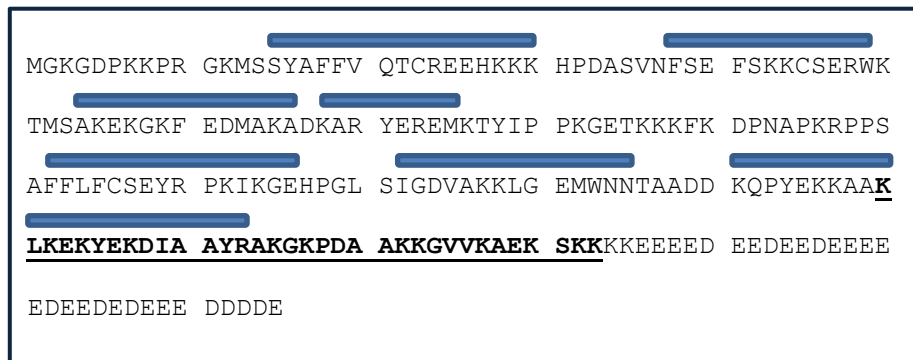 MGKGDPKKPR GKMSSYAFFV QTCREEHKKK HPDASVNFSE FSKKCSERWK
TMSAKEKGKF EDMAKADKAR YEREMKTYIP PKGETKKKFK DPNAPKRPPS
AFFLFCSEYR PKIKGEHPGL SIGDVAKKLG EMWNNTAADD KQPYEKKAAK
LKEKYEKDIA AYRAKGKPDA AKKGVVKAEK SKKKKEEEED EEDEEDEEEE
EDEEDEDEEE DDDDE